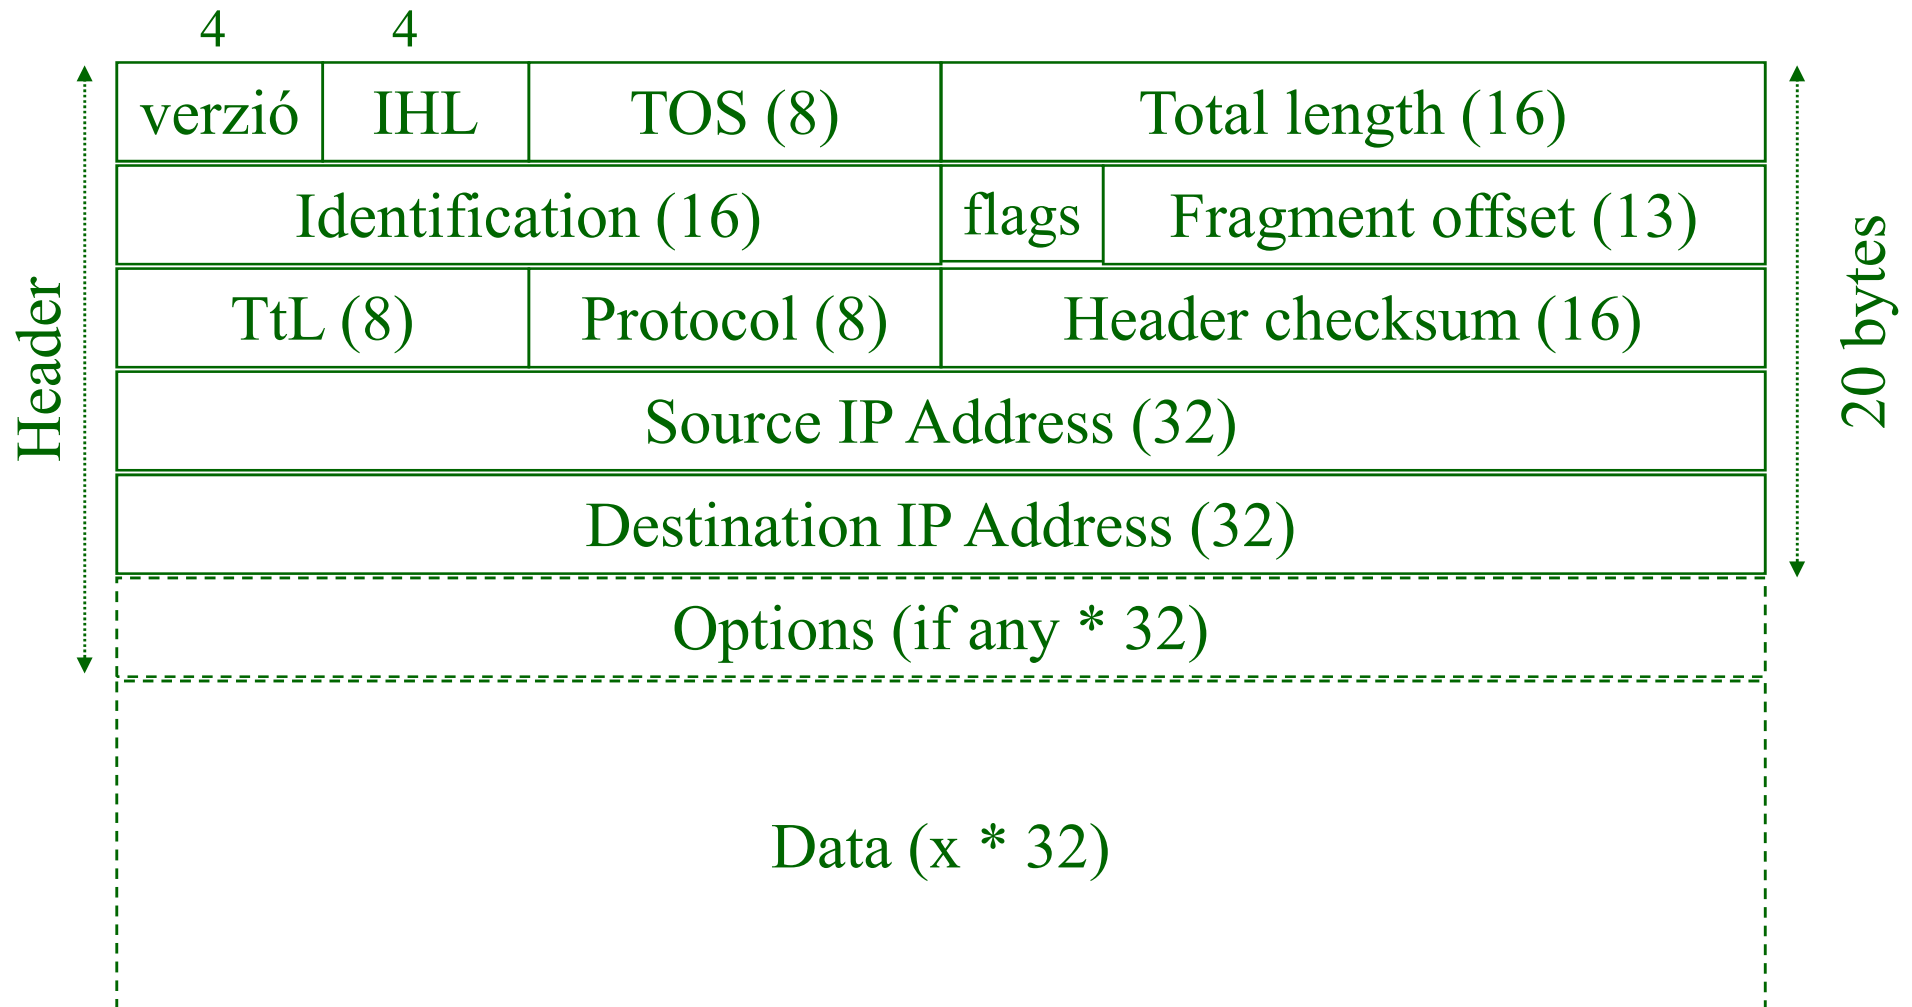 4 4
verzió IHL TOS (8) Total length (16)
Identification (16) flags Fragment offset (13)
TtL (8) Protocol (8) Header checksum (16)
Source IP Address (32)
Destination IP Address (32)
Options (if any * 32)
Data (x * 32)
Header
20 bytes